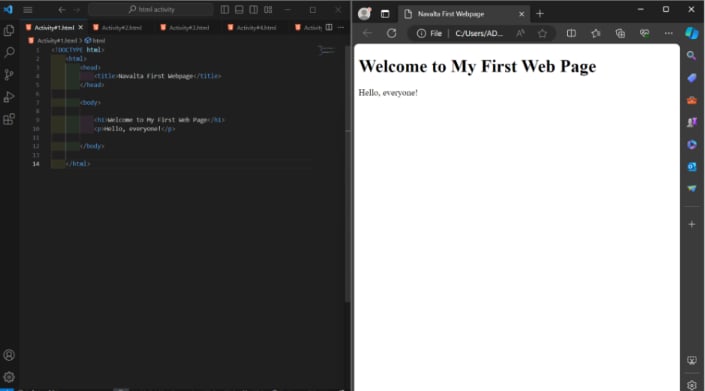 html activity
Activity#1.html Activity#2.html Activity#3.html Activity#4.html Activity
Activity#1.html > html
1 <!DOCTYPE html>
2 <html>
3 <head>
4 <title>Navalta First Webpage</title>
5 </head>
6
7 <body>
8
9 <h1>Welcome to My First Web Page</h1>
10 <p>Hello, everyone!</p>
11
12 </body>
13
14 </html>
Navalta First Webpage
File | C:/Users/AD...
Welcome to My First Web Page
Hello, everyone!